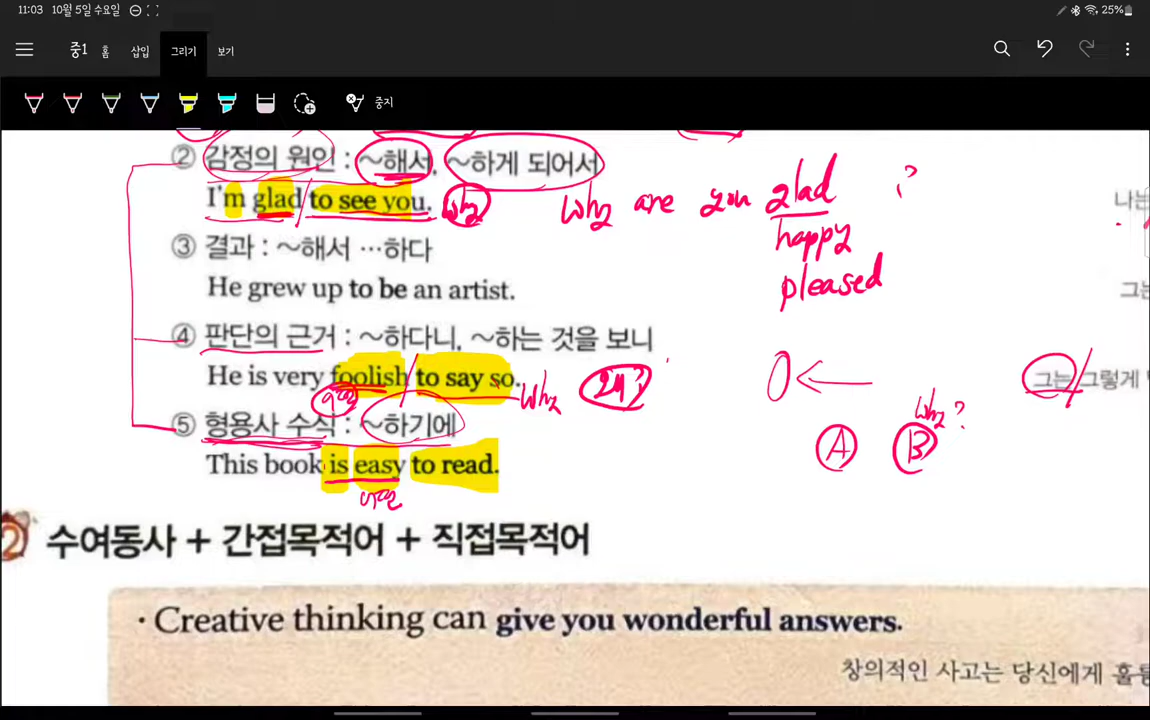 11:03 10월 5일 수요일 25%
중1 홈 삽입 그리기 보기
중지
② 감정의 원인 : ~해서, ~하게 되어서
I'm glad to see you. why why are you glad ?
happy
pleased
나는
③ 결과 : ~해서 …하다
He grew up to be an artist.
그는
④ 판단의 근거 : ~하다니, ~하는 것을 보니
He is very foolish to say so. why
그는 그렇게
⑤ 형용사 수식 : ~하기에
why?
A B
This book is easy to read.
2 수여동사 + 간접목적어 + 직접목적어
· Creative thinking can give you wonderful answers.
창의적인 사고는 당신에게 훌륭